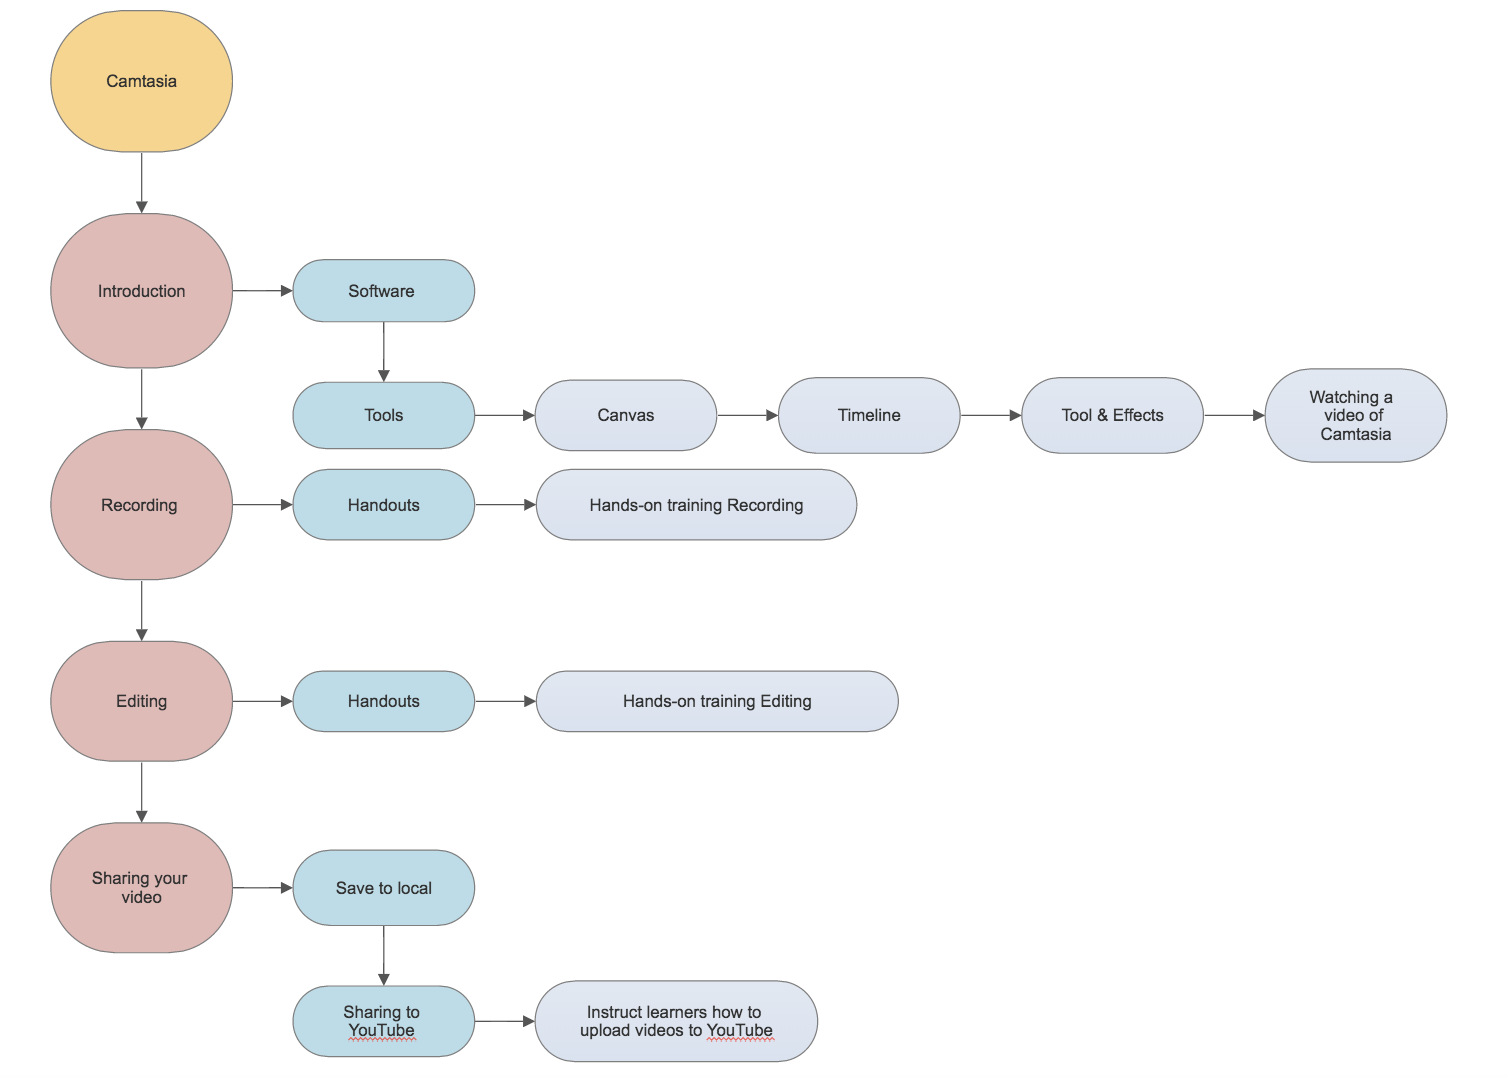 Camtasia
Introduction
Software
Tools
Canvas
Timeline
Tool & Effects
Watching a
video of
Camtasia
Recording
Handouts
Hands-on training Recording
Editing
Handouts
Hands-on training Editing
Sharing your
video
Save to local
Sharing to
YouTube
Instruct learners how to
upload videos to YouTube